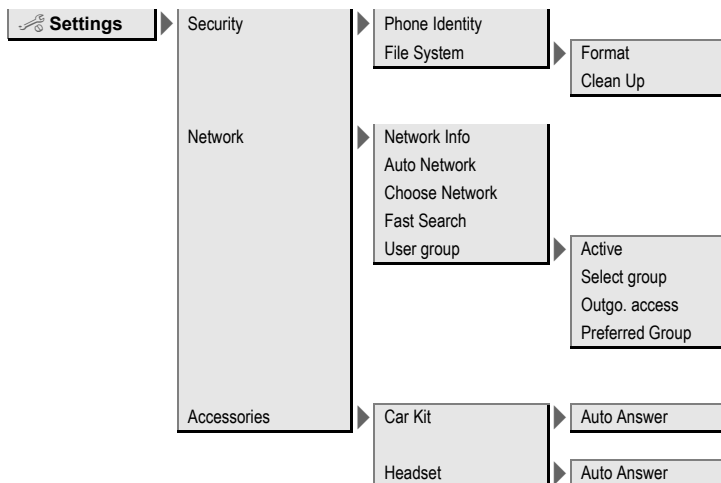 Settings
Security
Phone Identity
File System
Format
Clean Up
Network
Network Info
Auto Network
Choose Network
Fast Search
User group
Active
Select group
Outgo. access
Preferred Group
Accessories
Car Kit
Auto Answer
Headset
Auto Answer